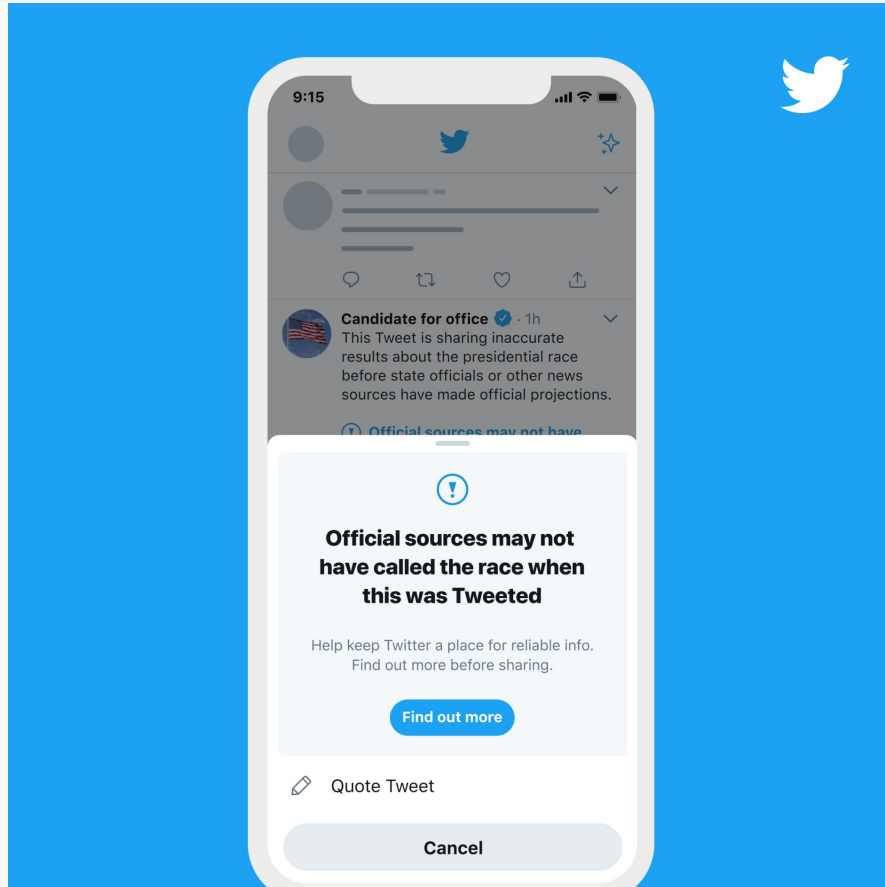 9:15
Candidate for office · 1h
This Tweet is sharing inaccurate
results about the presidential race
before state officials or other news
sources have made official projections.
Official sources may not have
Official sources may not
have called the race when
this was Tweeted
Help keep Twitter a place for reliable info.
Find out more before sharing.
Find out more
Quote Tweet
Cancel